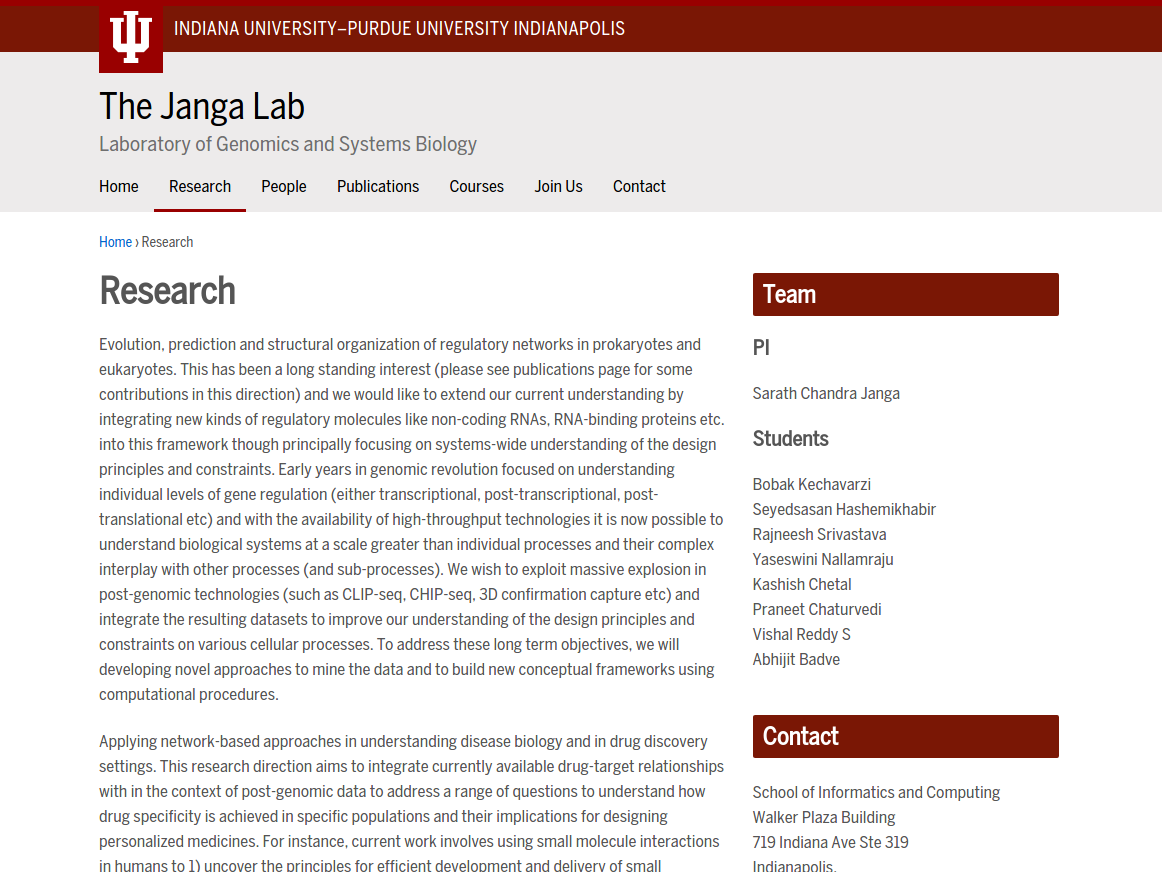 INDIANA UNIVERSITY–PURDUE UNIVERSITY INDIANAPOLIS
The Janga Lab
Laboratory of Genomics and Systems Biology
Home Research People Publications Courses Join Us Contact
Home › Research
Research
Evolution, prediction and structural organization of regulatory networks in prokaryotes and
eukaryotes. This has been a long standing interest (please see publications page for some
contributions in this direction) and we would like to extend our current understanding by
integrating new kinds of regulatory molecules like non-coding RNAs, RNA-binding proteins etc.
into this framework though principally focusing on systems-wide understanding of the design
principles and constraints. Early years in genomic revolution focused on understanding
individual levels of gene regulation (either transcriptional, post-transcriptional, post-
translational etc) and with the availability of high-throughput technologies it is now possible to
understand biological systems at a scale greater than individual processes and their complex
interplay with other processes (and sub-processes). We wish to exploit massive explosion in
post-genomic technologies (such as CLIP-seq, CHIP-seq, 3D confirmation capture etc) and
integrate the resulting datasets to improve our understanding of the design principles and
constraints on various cellular processes. To address these long term objectives, we will
developing novel approaches to mine the data and to build new conceptual frameworks using
computational procedures.
Applying network-based approaches in understanding disease biology and in drug discovery
settings. This research direction aims to integrate currently available drug-target relationships
with in the context of post-genomic data to address a range of questions to understand how
drug specificity is achieved in specific populations and their implications for designing
personalized medicines. For instance, current work involves using small molecule interactions
in humans to 1) uncover the principles for efficient development and delivery of small
Team
PI
Sarath Chandra Janga
Students
Bobak Kechavarzi
Seyedsasan Hashemikhabir
Rajneesh Srivastava
Yaseswini Nallamraju
Kashish Chetal
Praneet Chaturvedi
Vishal Reddy S
Abhijit Badve
Contact
School of Informatics and Computing
Walker Plaza Building
719 Indiana Ave Ste 319
Indianapolis,